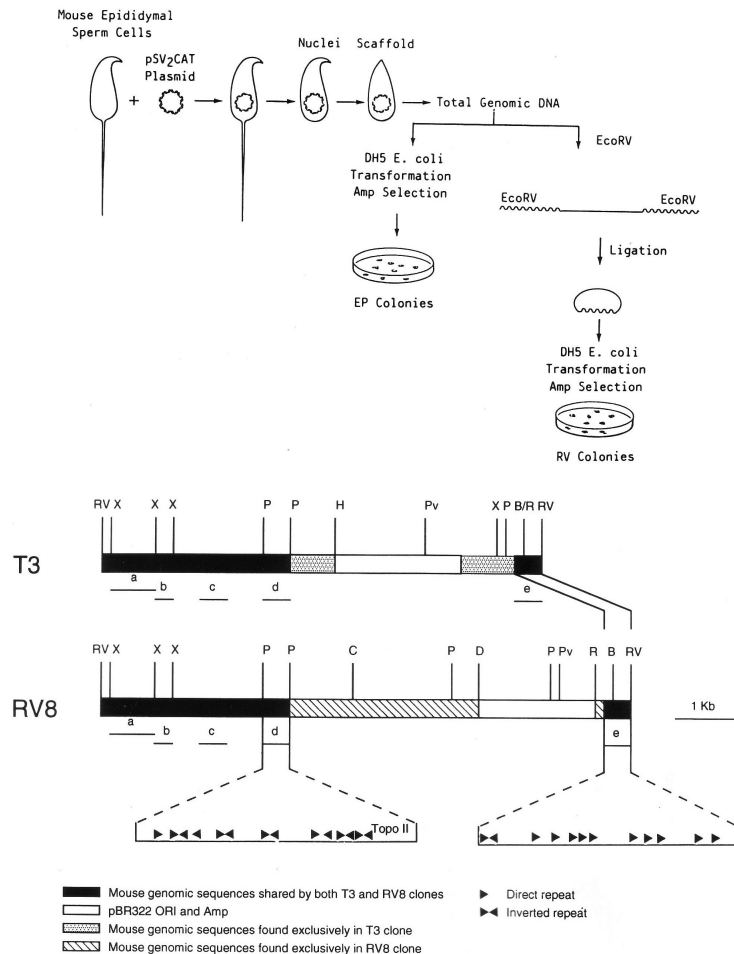 Mouse Epididymal
Sperm Cells
pSV2CAT
Plasmid
Nuclei
Scaffold
+
Total Genomic DNA
EcoRV
DH5 E. coli
Transformation
Amp Selection
EcoRV
EcoRV
Ligation
EP Colonies
DH5 E. coli
Transformation
Amp Selection
RV Colonies
RV X X X P P H Pv X P B/R RV
T3
a b c d e
RV X X X P P C P D P Pv R B RV
RV8
1 Kb
a b c d e
Topo II
Mouse genomic sequences shared by both T3 and RV8 clones
pBR322 ORI and Amp
Mouse genomic sequences found exclusively in T3 clone
Mouse genomic sequences found exclusively in RV8 clone
Direct repeat
Inverted repeat